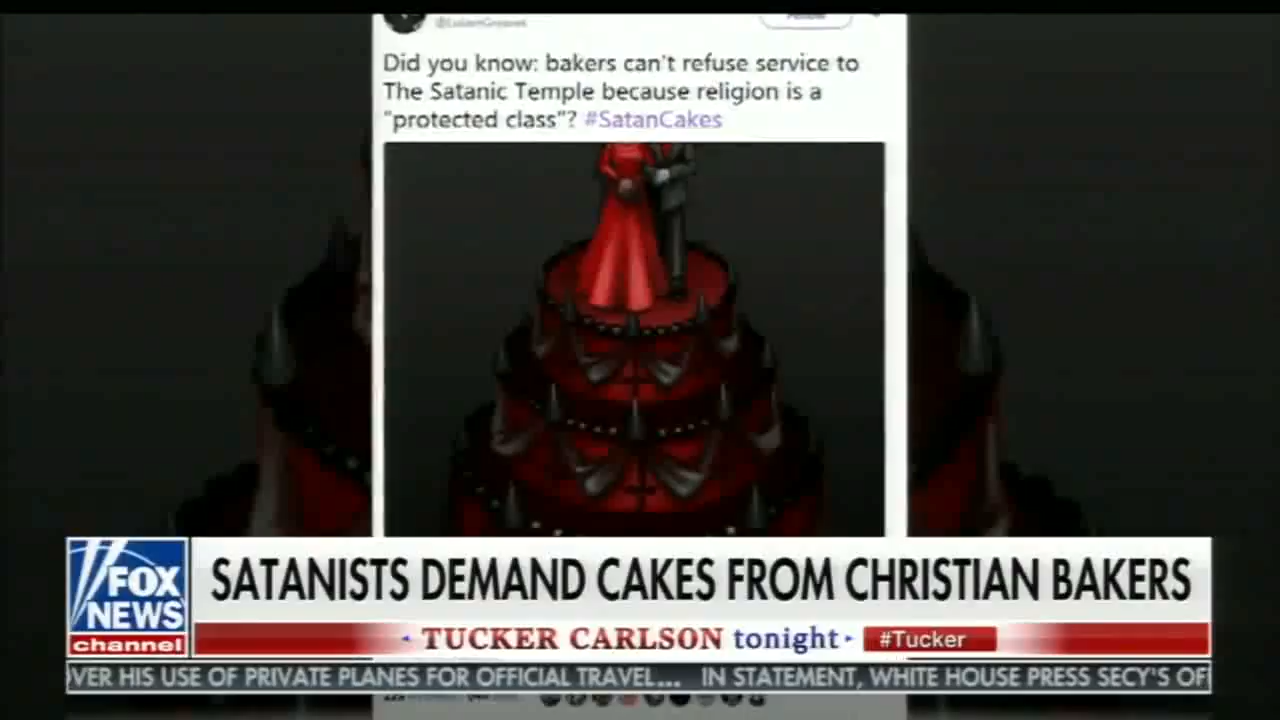 @LucienGreaves
Did you know: bakers can't refuse service to
The Satanic Temple because religion is a
"protected class"? #SatanCakes
FOX
NEWS
channel
SATANISTS DEMAND CAKES FROM CHRISTIAN BAKERS
TUCKER CARLSON tonight
#Tucker
VER HIS USE OF PRIVATE PLANES FOR OFFICIAL TRAVEL... IN STATEMENT, WHITE HOUSE PRESS SECY'S OF